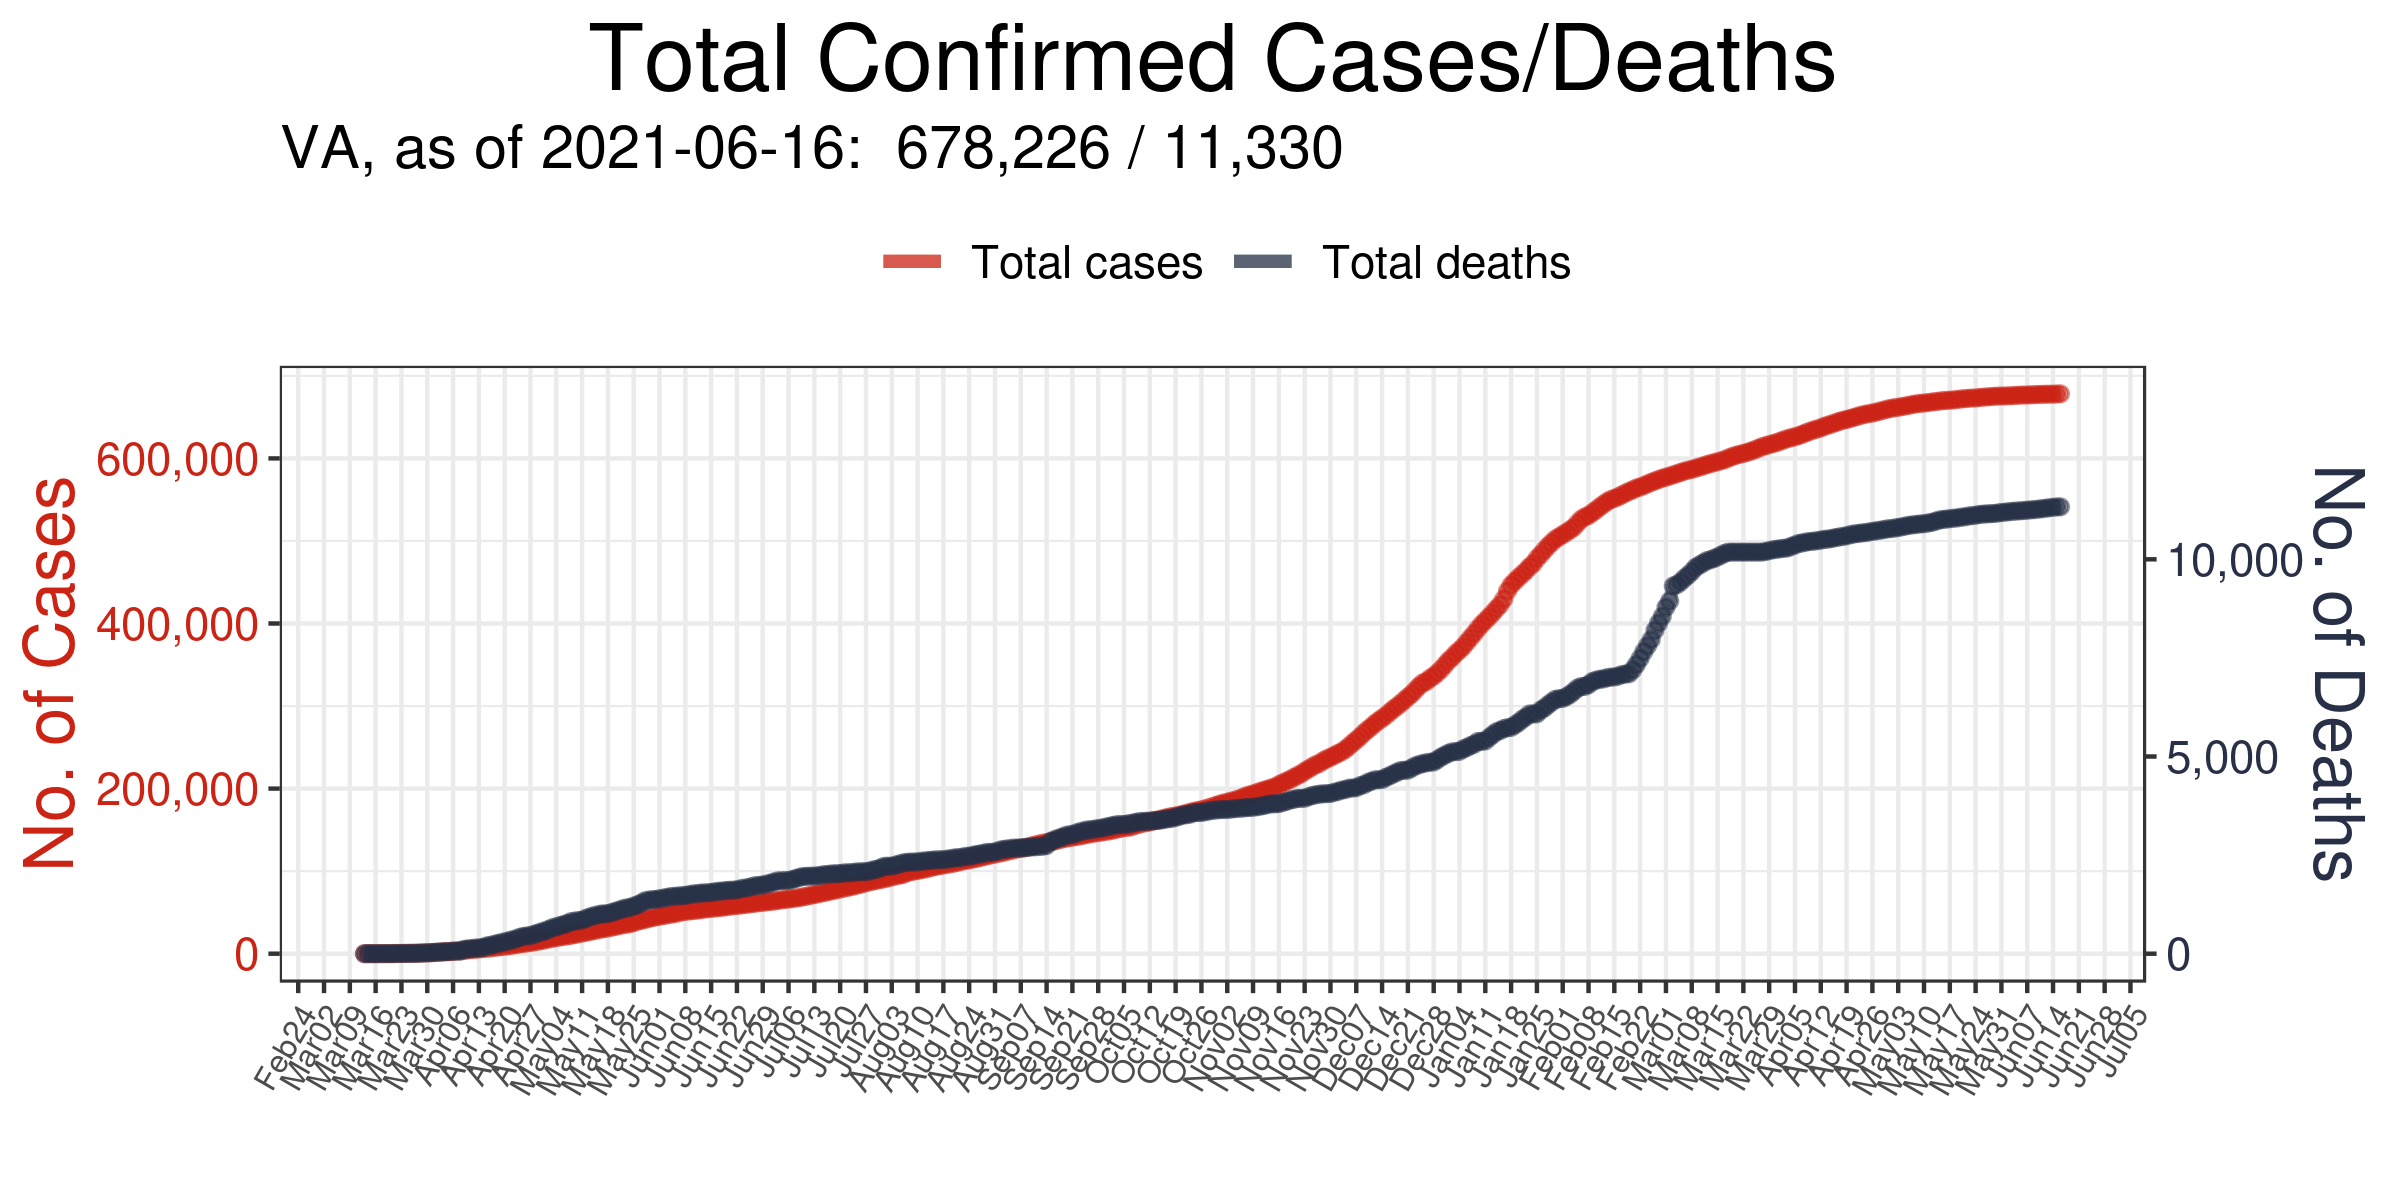 Total Confirmed Cases/Deaths
VA, as of 2021-06-16:  678,226 / 11,330
Total cases
Total deaths
No. of Cases
600,000
400,000
200,000
0
10,000
5,000
0
No. of Deaths
Feb24
Mar02
Mar09
Mar16
Mar23
Mar30
Apr06
Apr13
Apr20
Apr27
May04
May11
May18
May25
Jun01
Jun08
Jun15
Jun22
Jun29
Jul06
Jul13
Jul20
Jul27
Aug03
Aug10
Aug17
Aug24
Aug31
Sep07
Sep14
Sep21
Sep28
Oct05
Oct12
Oct19
Oct26
Nov02
Nov09
Nov16
Nov23
Nov30
Dec07
Dec14
Dec21
Dec28
Jan04
Jan11
Jan18
Jan25
Feb01
Feb08
Feb15
Feb22
Mar01
Mar08
Mar15
Mar22
Mar29
Apr05
Apr12
Apr19
Apr26
May03
May10
May17
May24
May31
Jun07
Jun14
Jun21
Jun28
Jul05